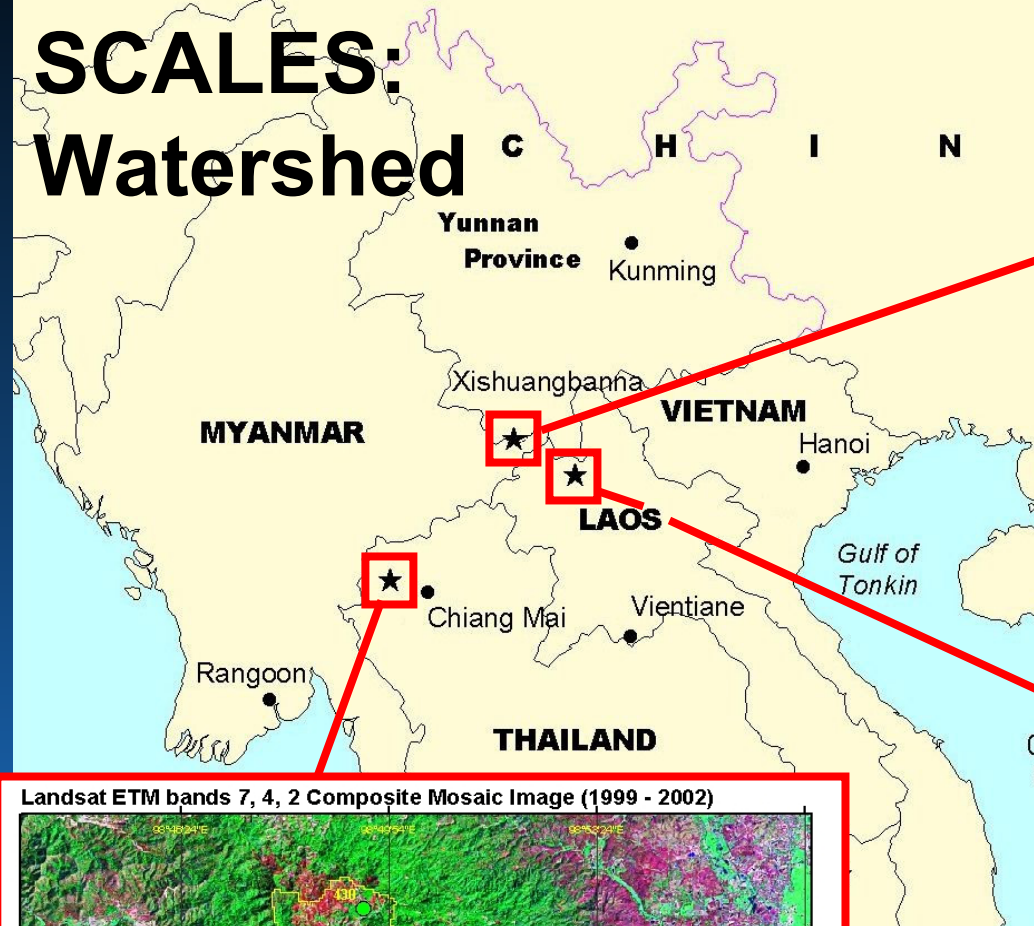 SCALES:
Watershed
C H I N
Yunnan
Province
Kunming
Xishuangbanna
VIETNAM
MYANMAR
Hanoi
LAOS
Gulf of
Tonkin
Chiang Mai
Vientiane
Rangoon
THAILAND
Landsat ETM bands 7, 4, 2 Composite Mosaic Image (1999 - 2002)
430